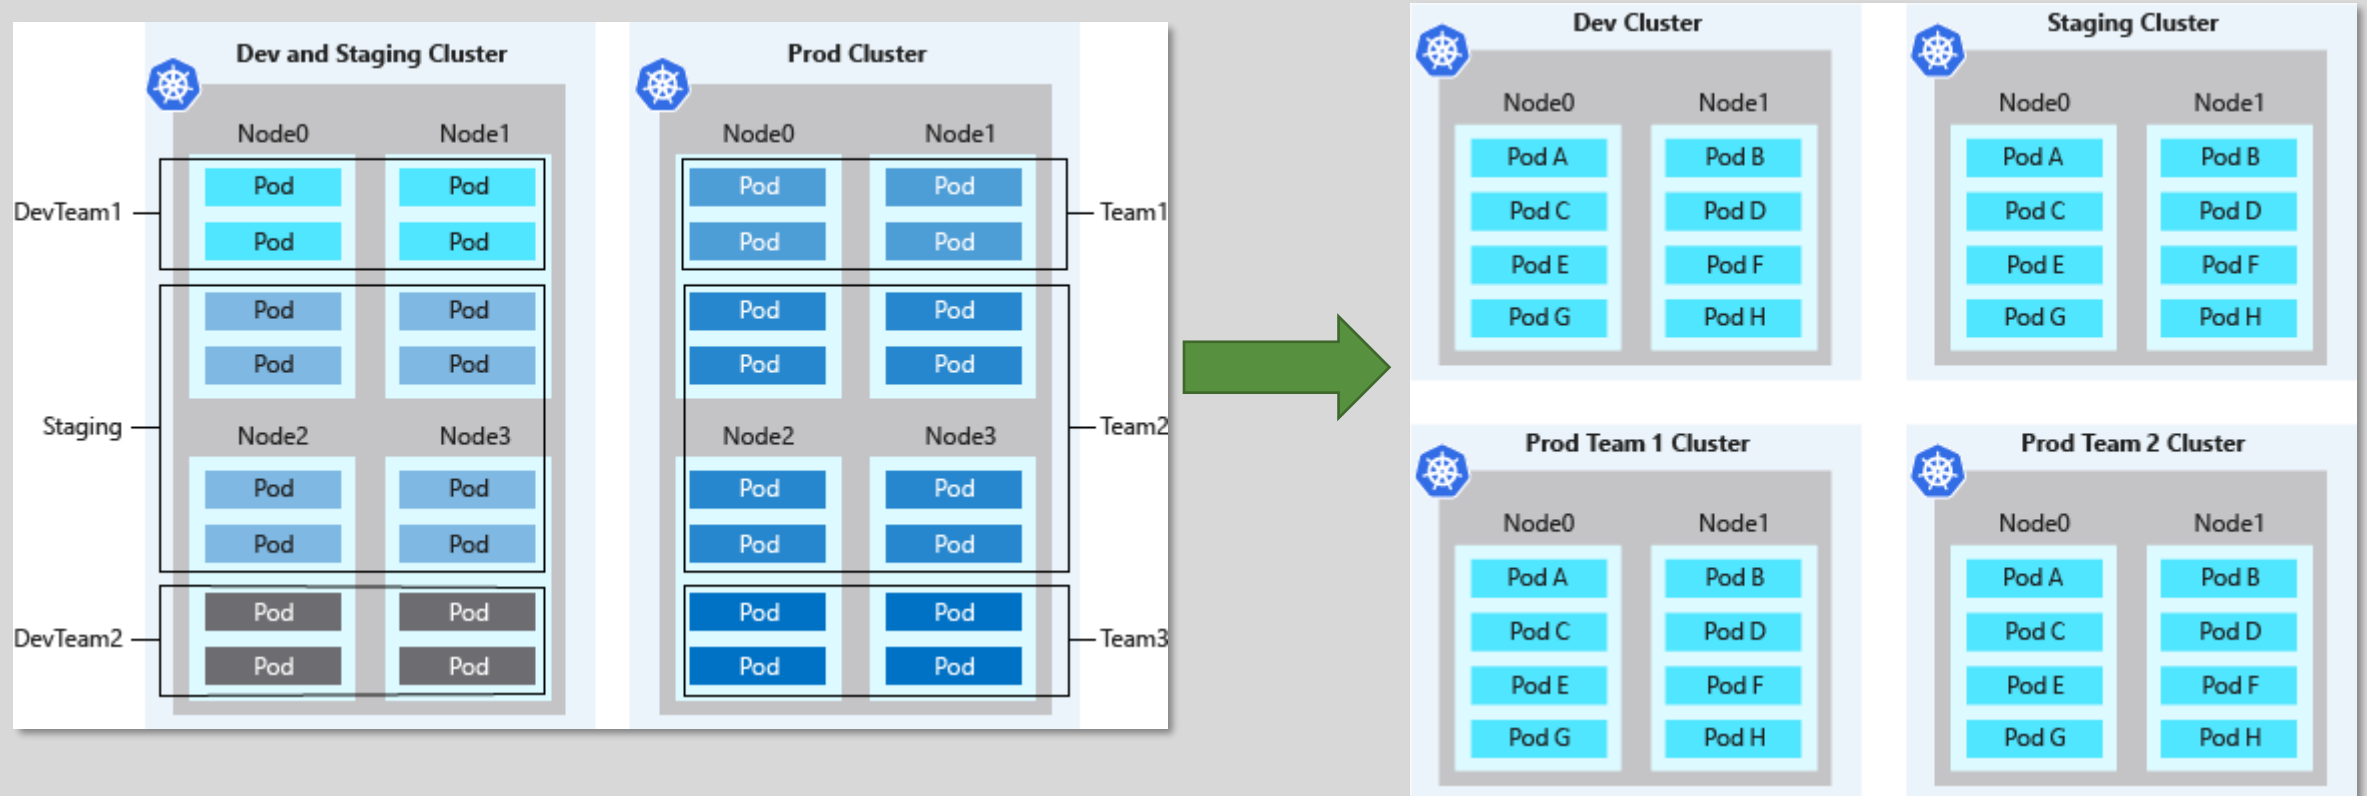 Dev and Staging Cluster
Node0 Node1
DevTeam1
Pod Pod
Pod Pod
Staging
Pod Pod
Pod Pod
Node2 Node3
Pod Pod
Pod Pod
DevTeam2
Pod Pod
Pod Pod
Prod Cluster
Node0 Node1
Team1
Pod Pod
Pod Pod
Team2
Pod Pod
Pod Pod
Node2 Node3
Pod Pod
Pod Pod
Team3
Pod Pod
Pod Pod
Dev Cluster
Node0 Node1
Pod A Pod B
Pod C Pod D
Pod E Pod F
Pod G Pod H
Staging Cluster
Node0 Node1
Pod A Pod B
Pod C Pod D
Pod E Pod F
Pod G Pod H
Prod Team 1 Cluster
Node0 Node1
Pod A Pod B
Pod C Pod D
Pod E Pod F
Pod G Pod H
Prod Team 2 Cluster
Node0 Node1
Pod A Pod B
Pod C Pod D
Pod E Pod F
Pod G Pod H